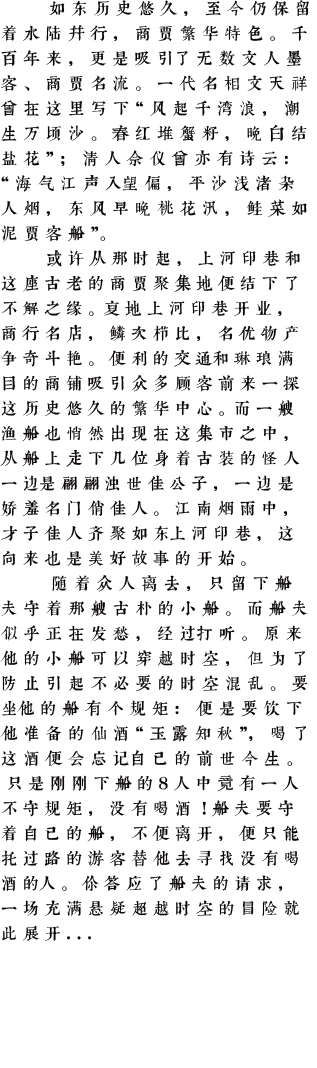 如东历史悠久，至今仍保留
着水陆并行，商贾繁华特色。千
百年来，更是吸引了无数文人墨
客、商贾名流。一代名相文天祥
曾在这里写下“风起千湾浪，潮
生万顷沙。春红堆蟹籽，晚白结
盐花”；清人佘仪曾亦有诗云：
“海气江声入望偏，平沙浅渚杂
人烟，东风早晚桃花汛，鲑菜如
泥贾客船”。
或许从那时起，上河印巷和
这座古老的商贾聚集地便结下了
不解之缘。夏地上河印巷开业，
商行名店，鳞次栉比，名优物产
争奇斗艳。便利的交通和琳琅满
目的商铺吸引众多顾客前来一探
这历史悠久的繁华中心。而一艘
渔船也悄然出现在这集市之中，
从船上走下几位身着古装的怪人
一边是翩翩浊世佳公子，一边是
娇羞名门俏佳人。江南烟雨中，
才子佳人齐聚如东上河印巷，这
向来也是美好故事的开始。
随着众人离去，只留下船
夫守着那艘古朴的小船。而船夫
似乎正在发愁，经过打听。原来
他的小船可以穿越时空，但为了
防止引起不必要的时空混乱。要
坐他的船有个规矩：便是要饮下
他准备的仙酒“玉露知秋”，喝了
这酒便会忘记自己的前世今生。
只是刚刚下船的8人中竟有一人
不守规矩，没有喝酒！船夫要守
着自己的船，不便离开，便只能
托过路的游客替他去寻找没有喝
酒的人。你答应了船夫的请求，
一场充满悬疑超越时空的冒险就
此展开...